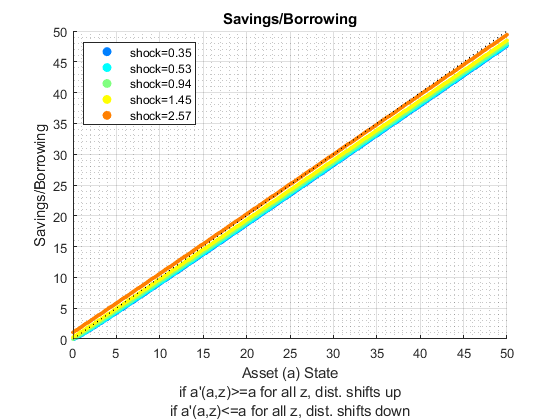 Savings/Borrowing
50
45
40
35
30
25
20
15
10
5
0
Savings/Borrowing
shock=0.35
shock=0.53
shock=0.94
shock=1.45
shock=2.57
0 5 10 15 20 25 30 35 40 45 50
Asset (a) State
if a'(a,z)>=a for all z, dist. shifts up
if a'(a,z)<=a for all z, dist. shifts down